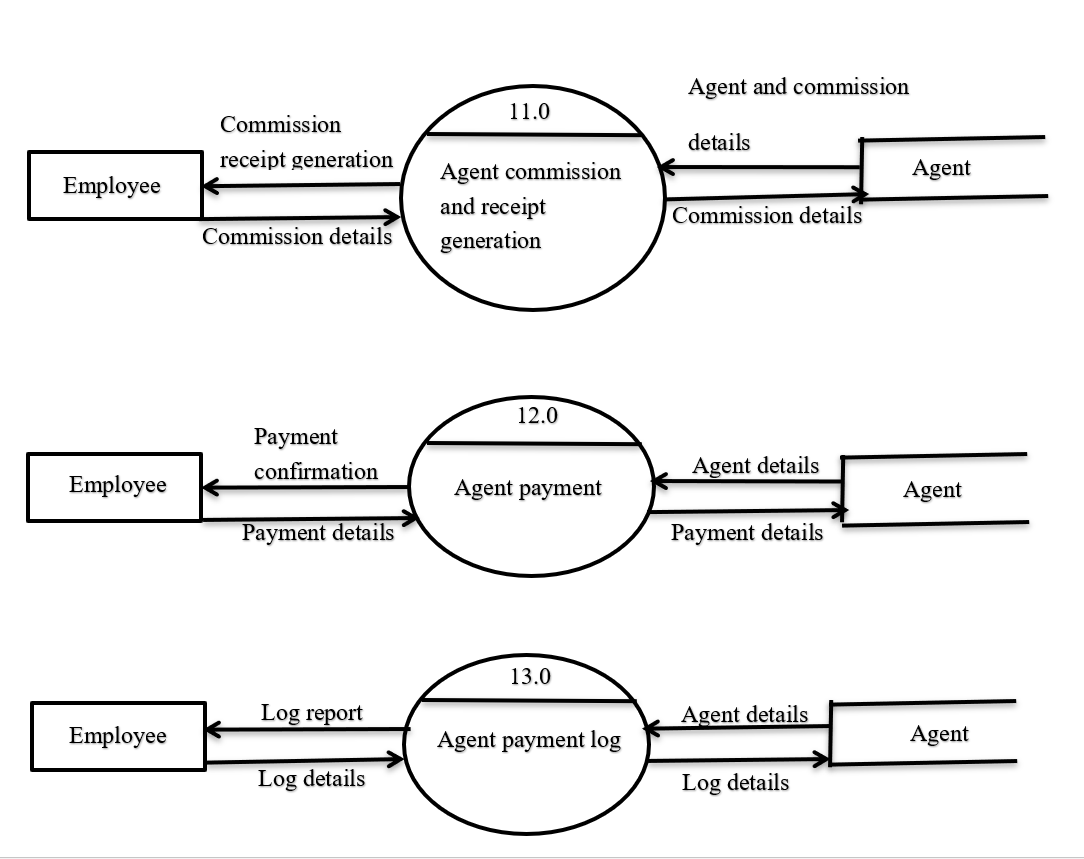 Agent and commission
details
11.0
Commission
receipt generation
Employee
Agent commission
and receipt
generation
Agent
Commission details
Commission details
12.0
Payment
confirmation
Employee
Agent payment
Agent details
Agent
Payment details
Payment details
13.0
Log report
Employee
Agent payment log
Agent details
Agent
Log details
Log details